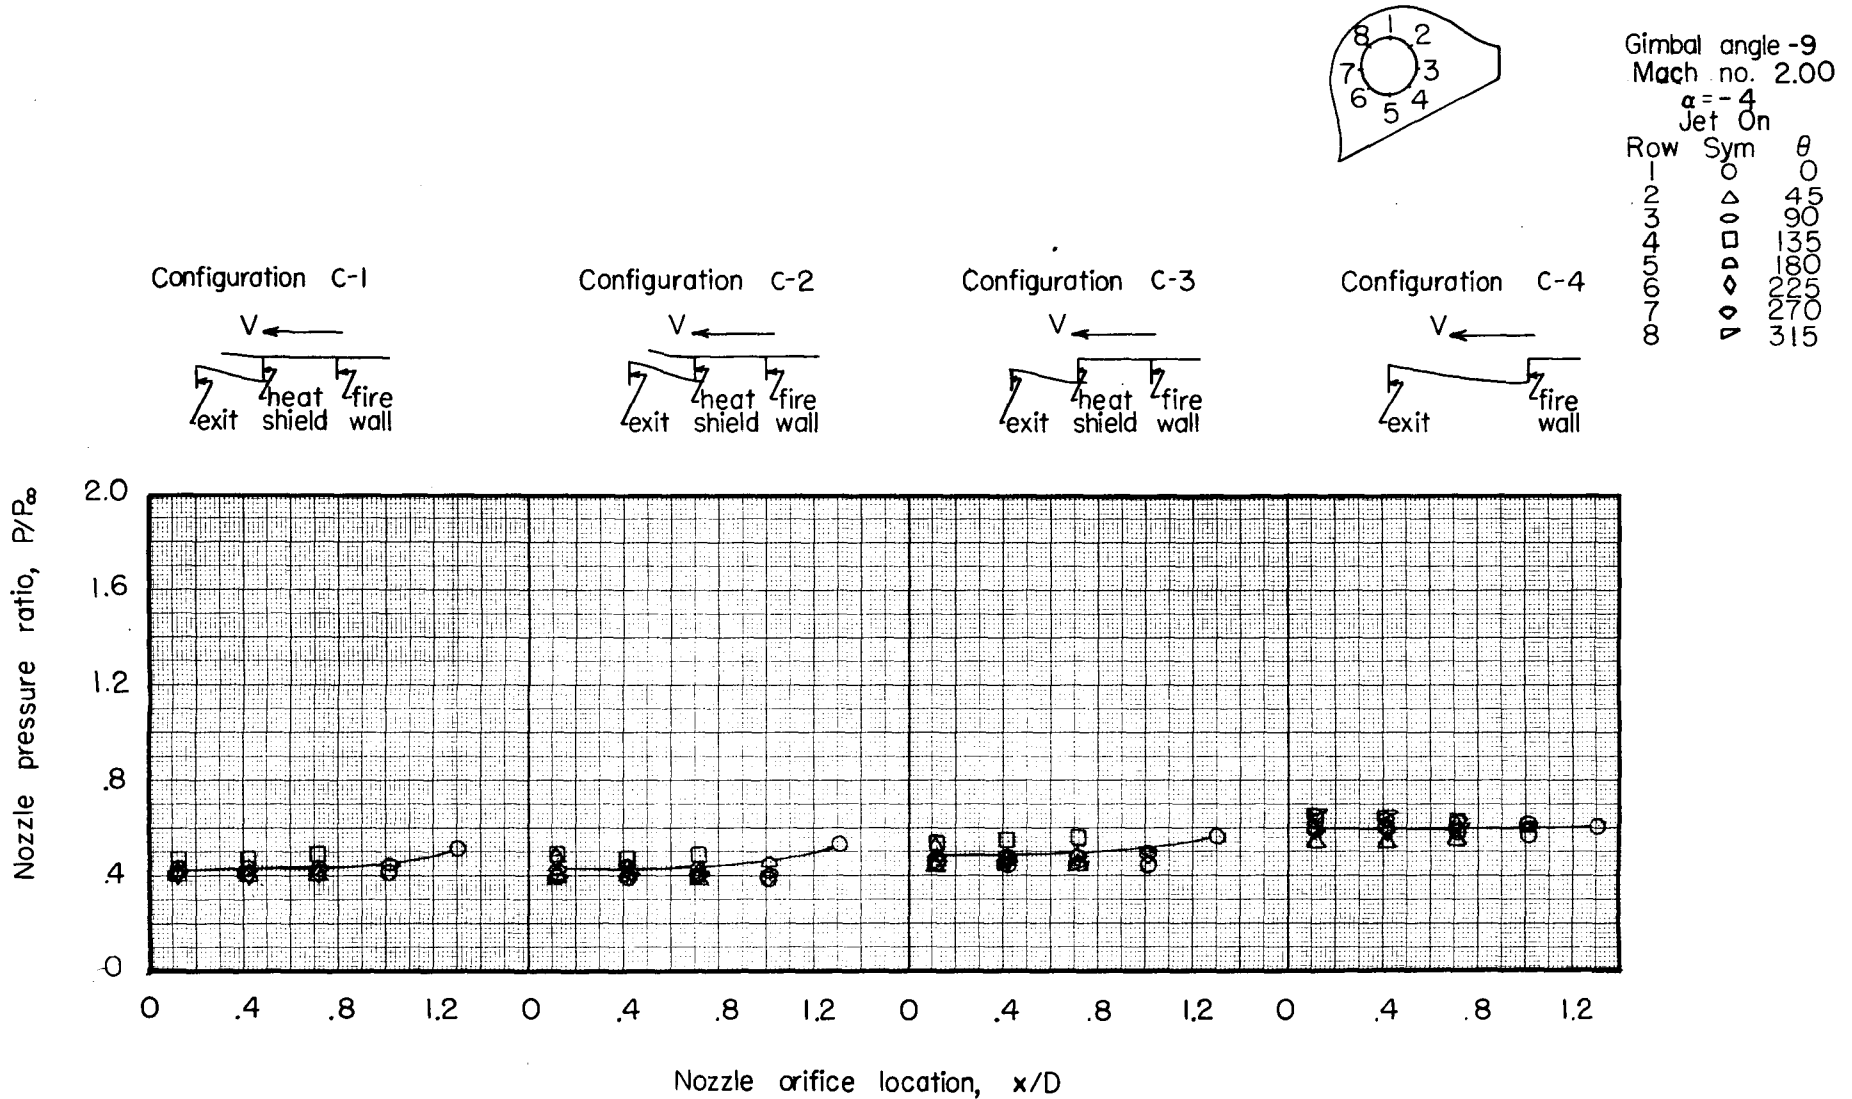 8 1 2
7 3
6 5 4
Gimbal angle -9
Mach no. 2.00
α = -4
Jet On
Row Sym θ
1 0
2 45
3 90
4 135
5 180
6 225
7 270
8 315
Configuration C-1
V
exit
heat shield
fire wall
Configuration C-2
V
exit
heat shield
fire wall
Configuration C-3
V
exit
heat shield
fire wall
Configuration C-4
V
exit
fire wall
Nozzle pressure ratio, P/P∞
2.0
1.6
1.2
.8
.4
0
0 .4 .8 1.2 0 .4 .8 1.2 0 .4 .8 1.2 0 .4 .8 1.2
Nozzle orifice location, x/D